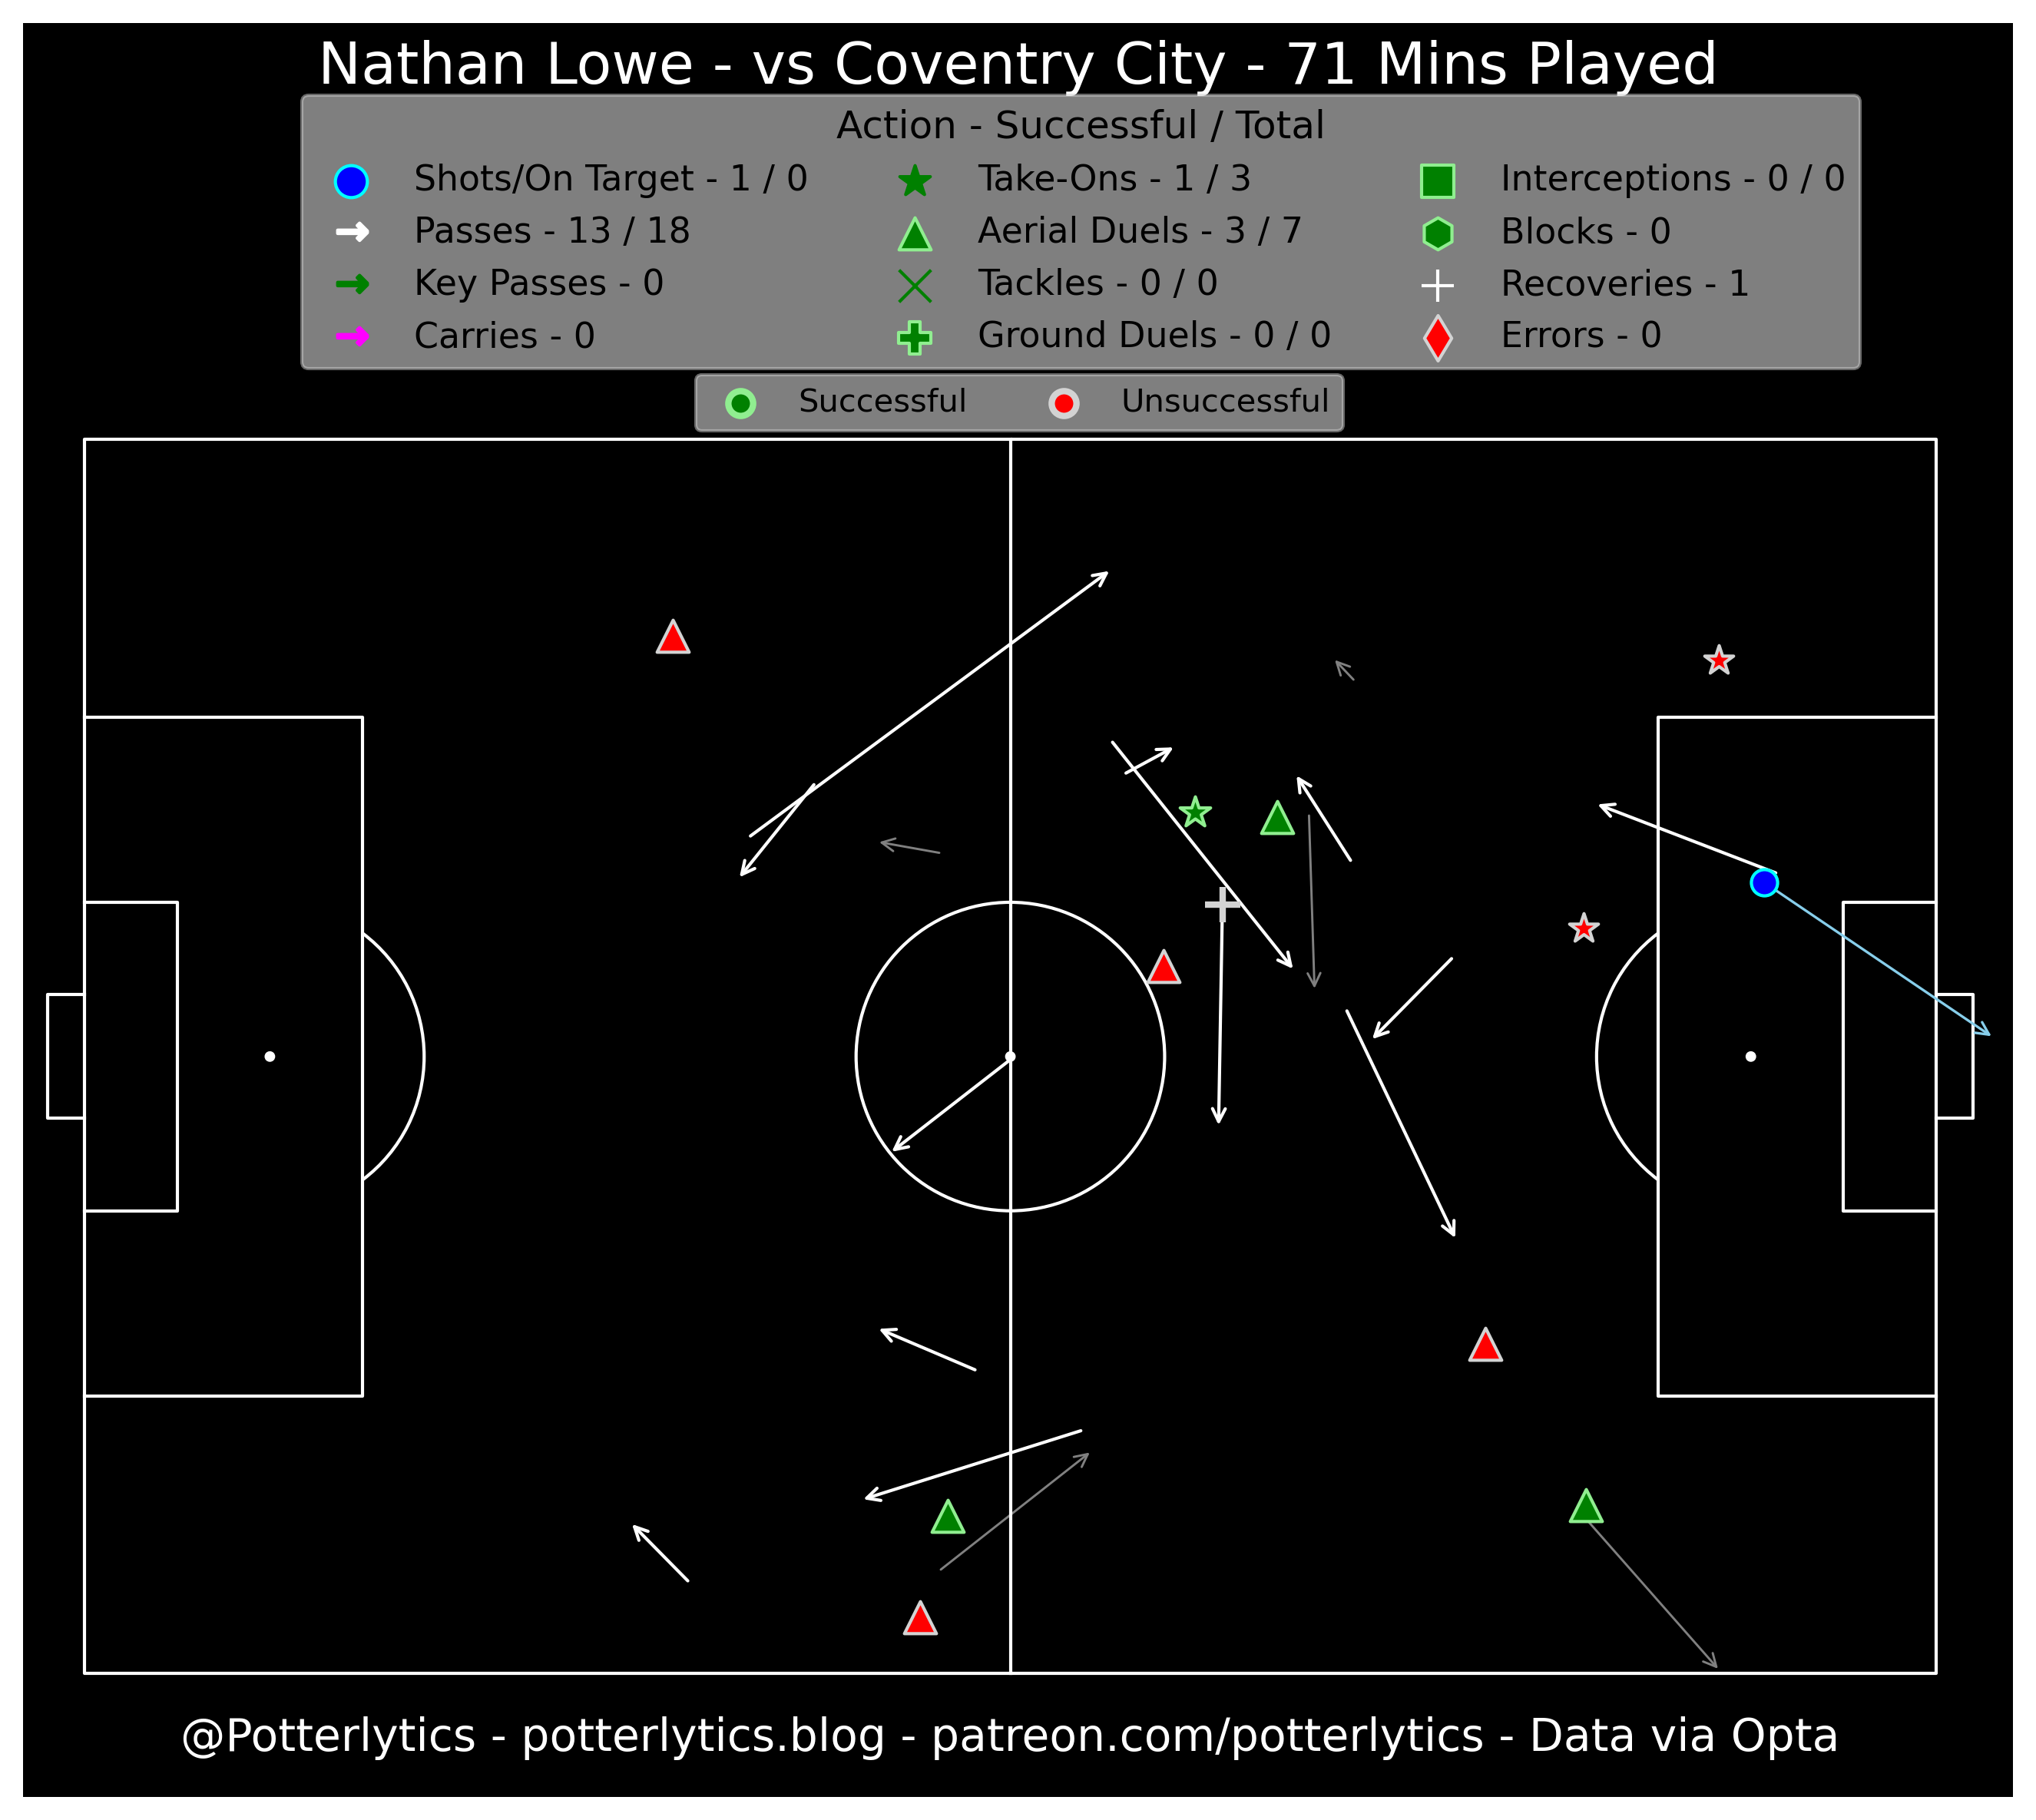 Nathan Lowe - vs Coventry City - 71 Mins Played
Action - Successful / Total
Shots/On Target - 1 / 0
Take-Ons - 1 / 3
Interceptions - 0 / 0
Passes - 13 / 18
Aerial Duels - 3 / 7
Blocks - 0
Key Passes - 0
Tackles - 0 / 0
Recoveries - 1
Carries - 0
Ground Duels - 0 / 0
Errors - 0
Successful
Unsuccessful
@Potterlytics - potterlytics.blog - patreon.com/potterlytics - Data via Opta